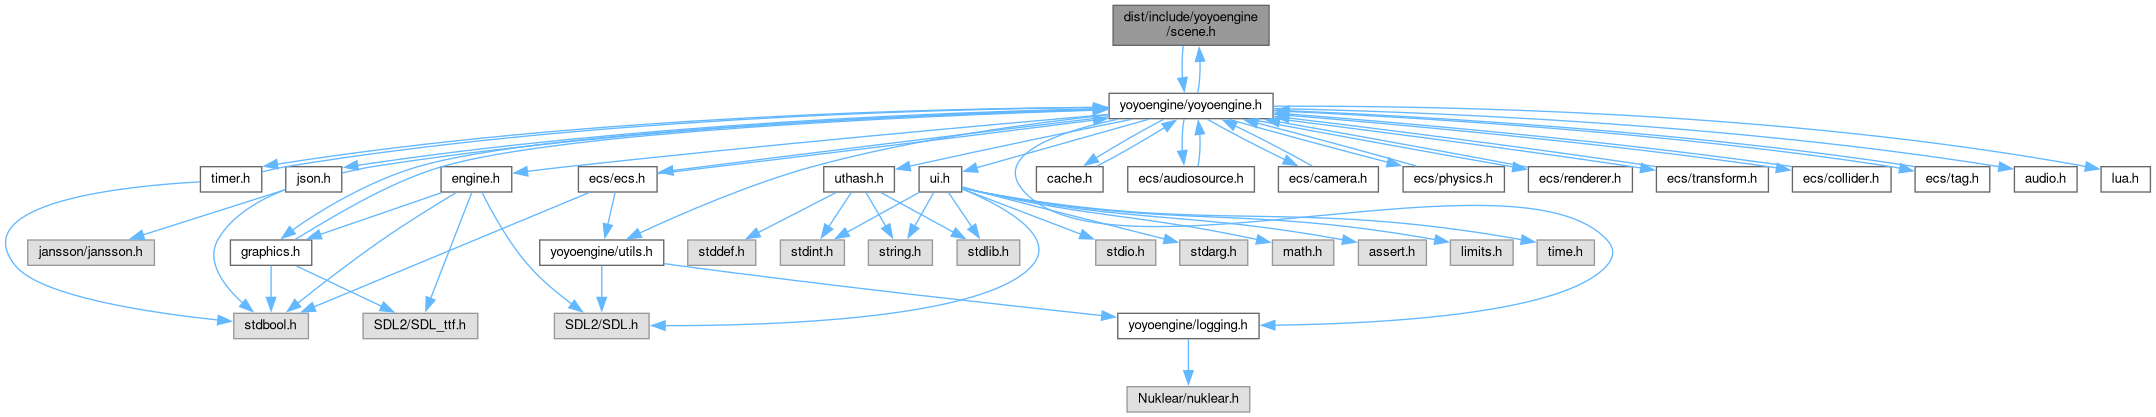 dist/include/yoyoengine
/scene.h
yoyoengine/yoyoengine.h
timer.h
json.h
engine.h
ecs/ecs.h
uthash.h
ui.h
cache.h
ecs/audiosource.h
ecs/camera.h
ecs/physics.h
ecs/renderer.h
ecs/transform.h
ecs/collider.h
ecs/tag.h
audio.h
lua.h
jansson/jansson.h
graphics.h
yoyoengine/utils.h
stddef.h
stdint.h
string.h
stdlib.h
stdio.h
stdarg.h
math.h
assert.h
limits.h
time.h
stdbool.h
SDL2/SDL_ttf.h
SDL2/SDL.h
yoyoengine/logging.h
Nuklear/nuklear.h